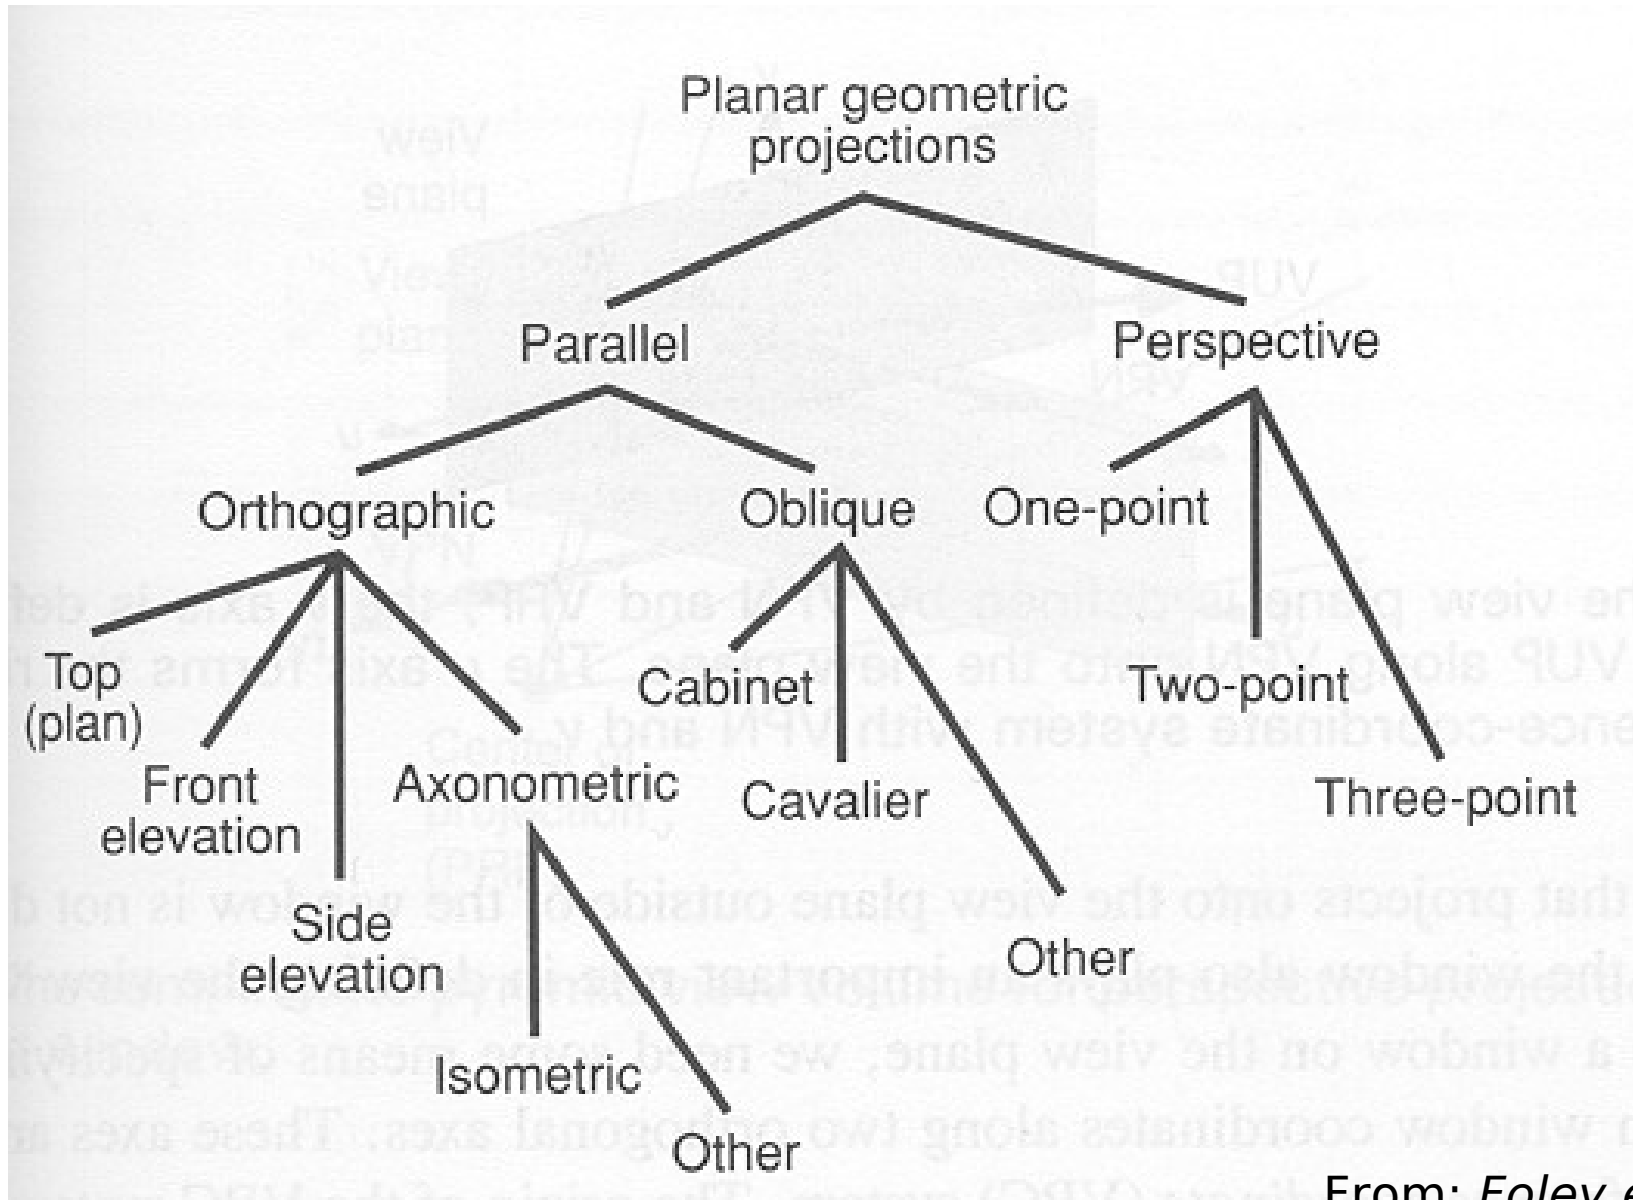 Planar geometric
projections
Parallel
Perspective
Orthographic
Oblique
One-point
Top
(plan)
Cabinet
Two-point
Front
elevation
Axonometric
Cavalier
Three-point
Side
elevation
Other
Isometric
Other
From: Foley